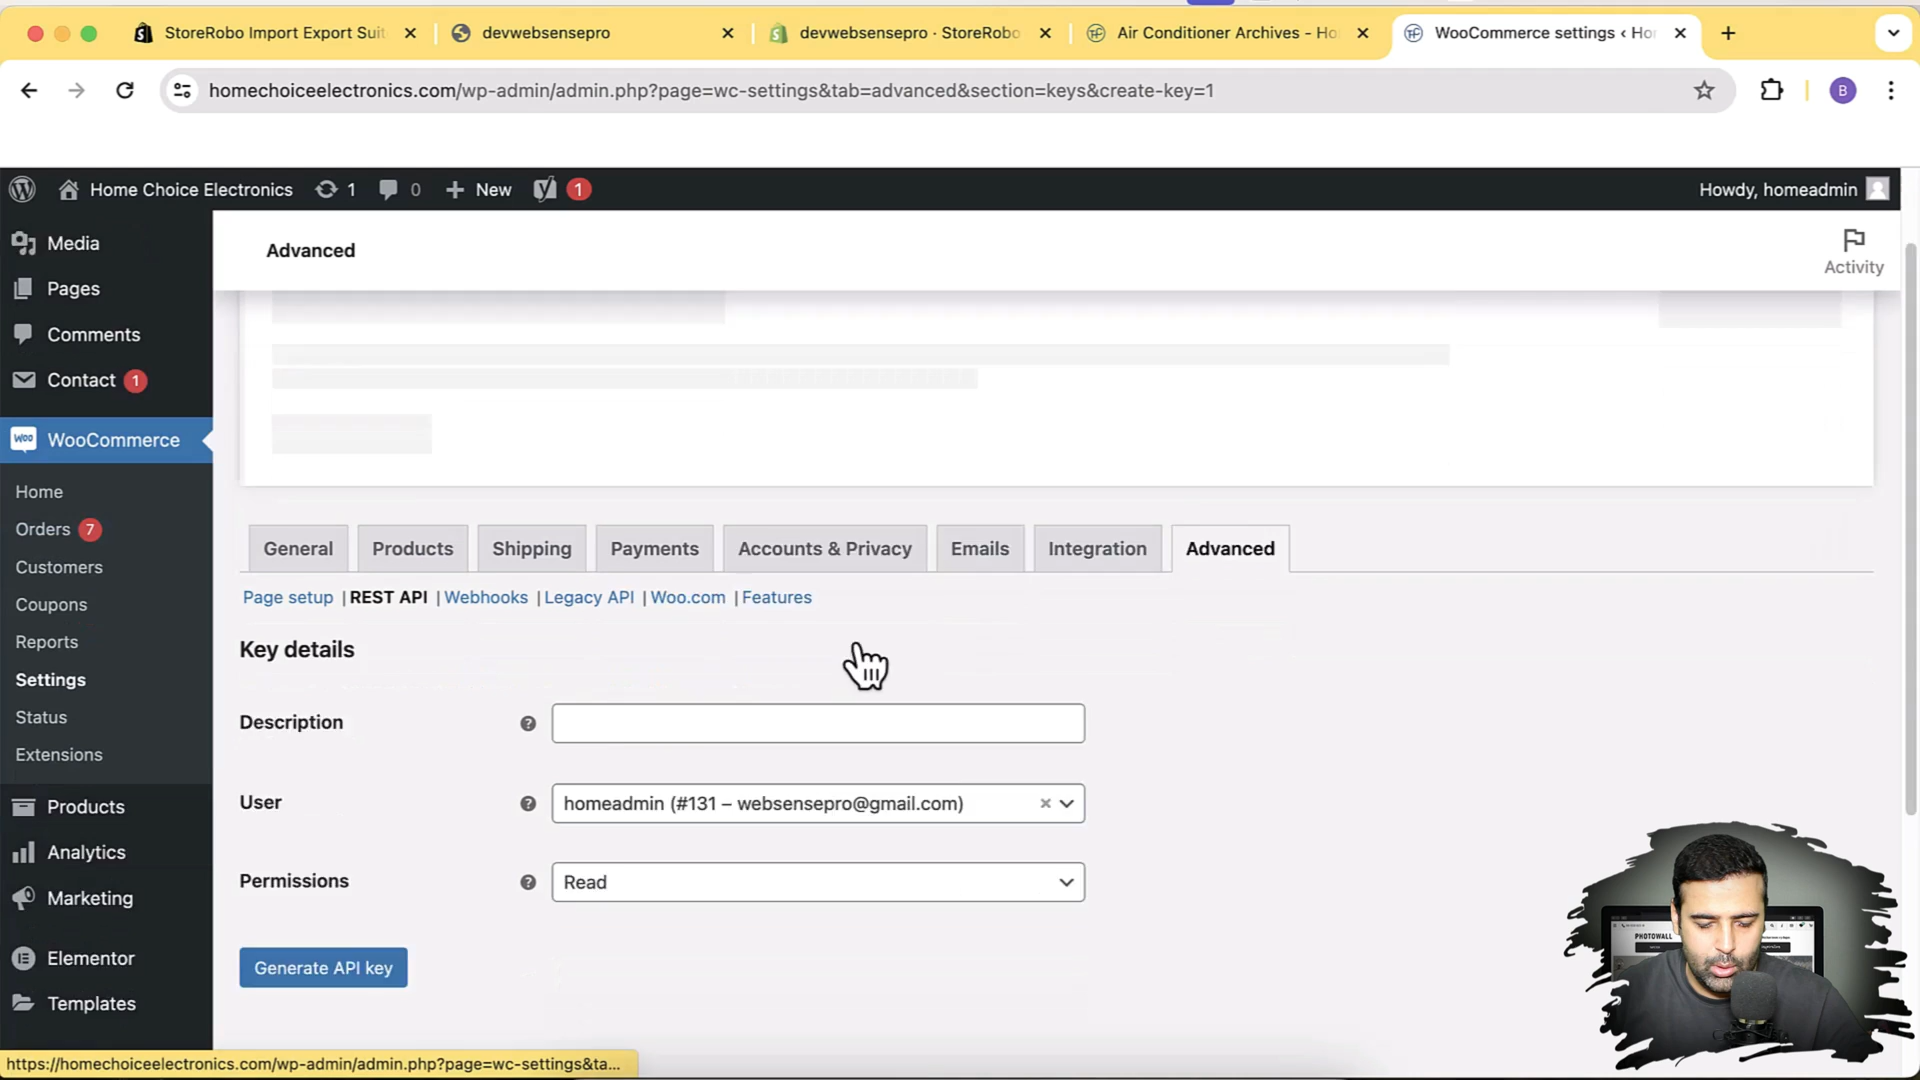 StoreRobo Import Export Suit
devwebsensepro
devwebsensepro · StoreRobo
Air Conditioner Archives - Ho
WooCommerce settings ‹ Ho
homechoiceelectronics.com/wp-admin/admin.php?page=wc-settings&tab=advanced&section=keys&create-key=1
B
Home Choice Electronics
1
0
New
1
Howdy, homeadmin
Media
Pages
Comments
Contact 1
Woo WooCommerce
Home
Orders 7
Customers
Coupons
Reports
Settings
Status
Extensions
Products
Analytics
Marketing
Elementor
Templates
Advanced
Activity
General
Products
Shipping
Payments
Accounts & Privacy
Emails
Integration
Advanced
Page setup | REST API | Webhooks | Legacy API | Woo.com | Features
Key details
Description
User
homeadmin (#131 – websensepro@gmail.com)
Permissions
Read
Generate API key
PHOTOWALL
https://homechoiceelectronics.com/wp-admin/admin.php?page=wc-settings&ta...